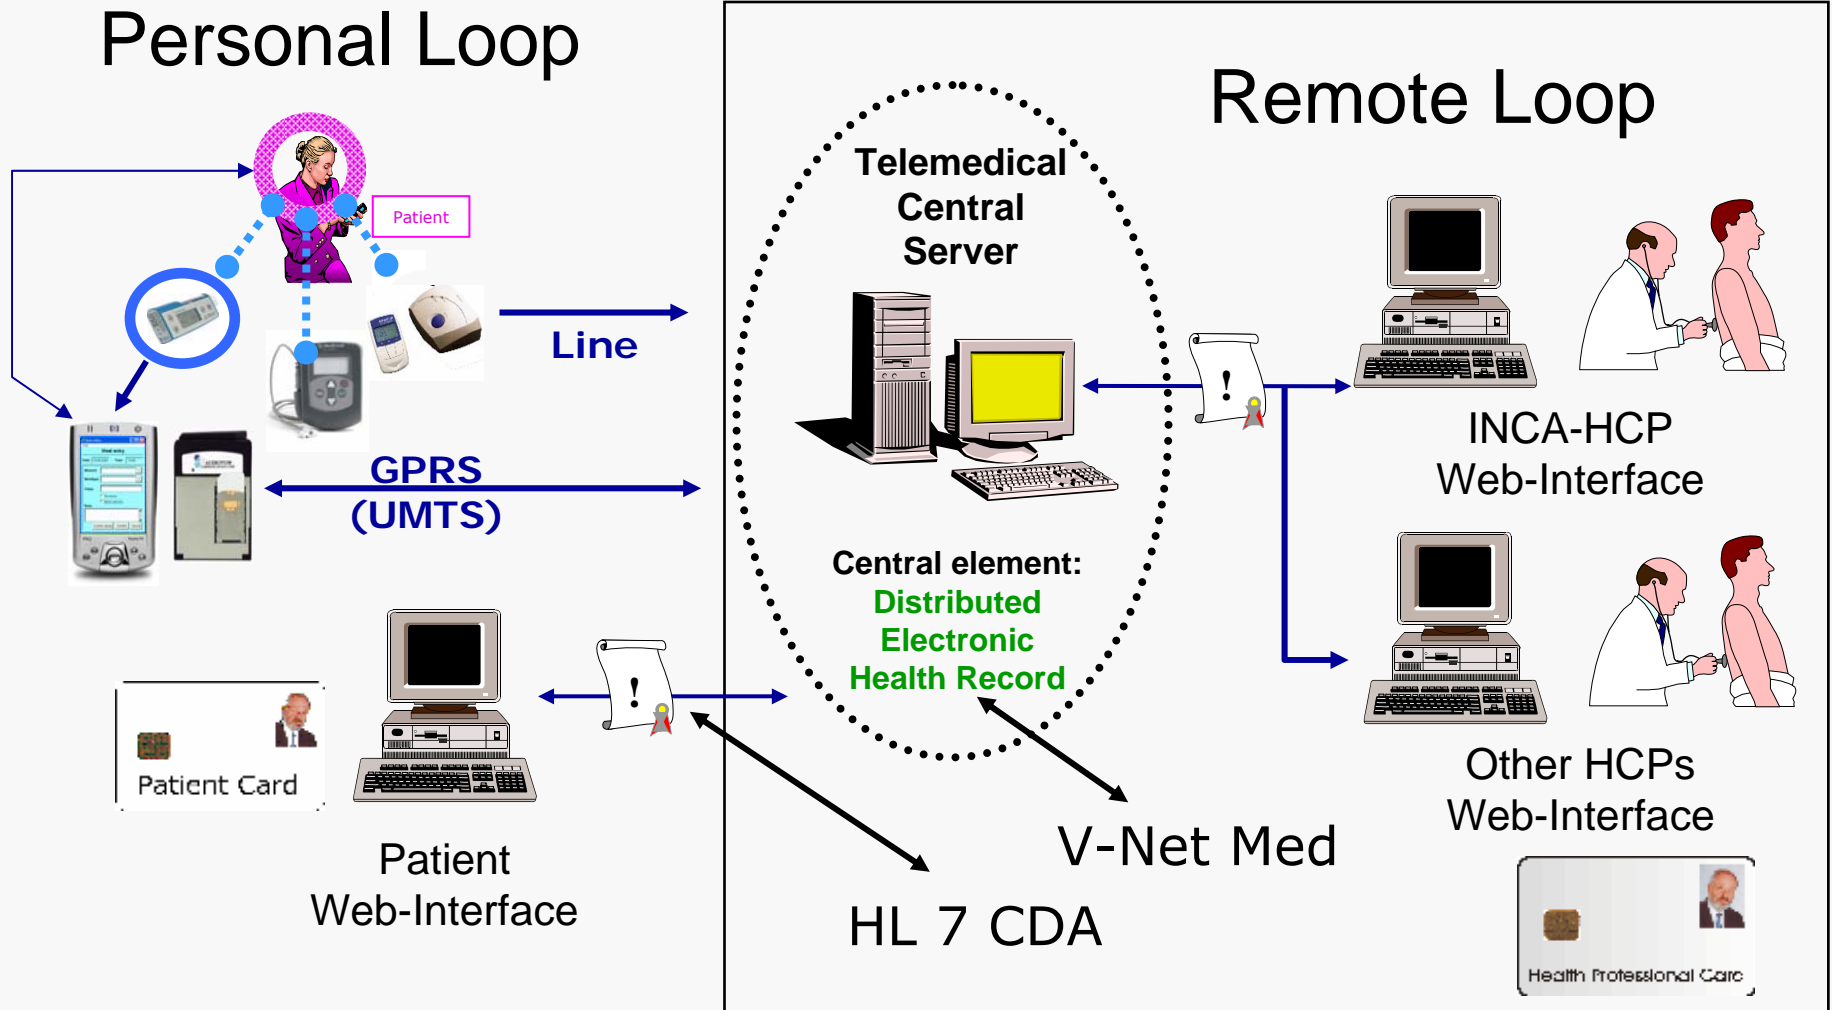 Personal Loop
Remote Loop
Patient
Telemedical
Central
Server
Line
GPRS
(UMTS)
!
INCA-HCP
Web-Interface
Central element:
Distributed
Electronic
Health Record
!
Patient Card
Patient
Web-Interface
Other HCPs
Web-Interface
V-Net Med
HL 7 CDA
Health Professional Card